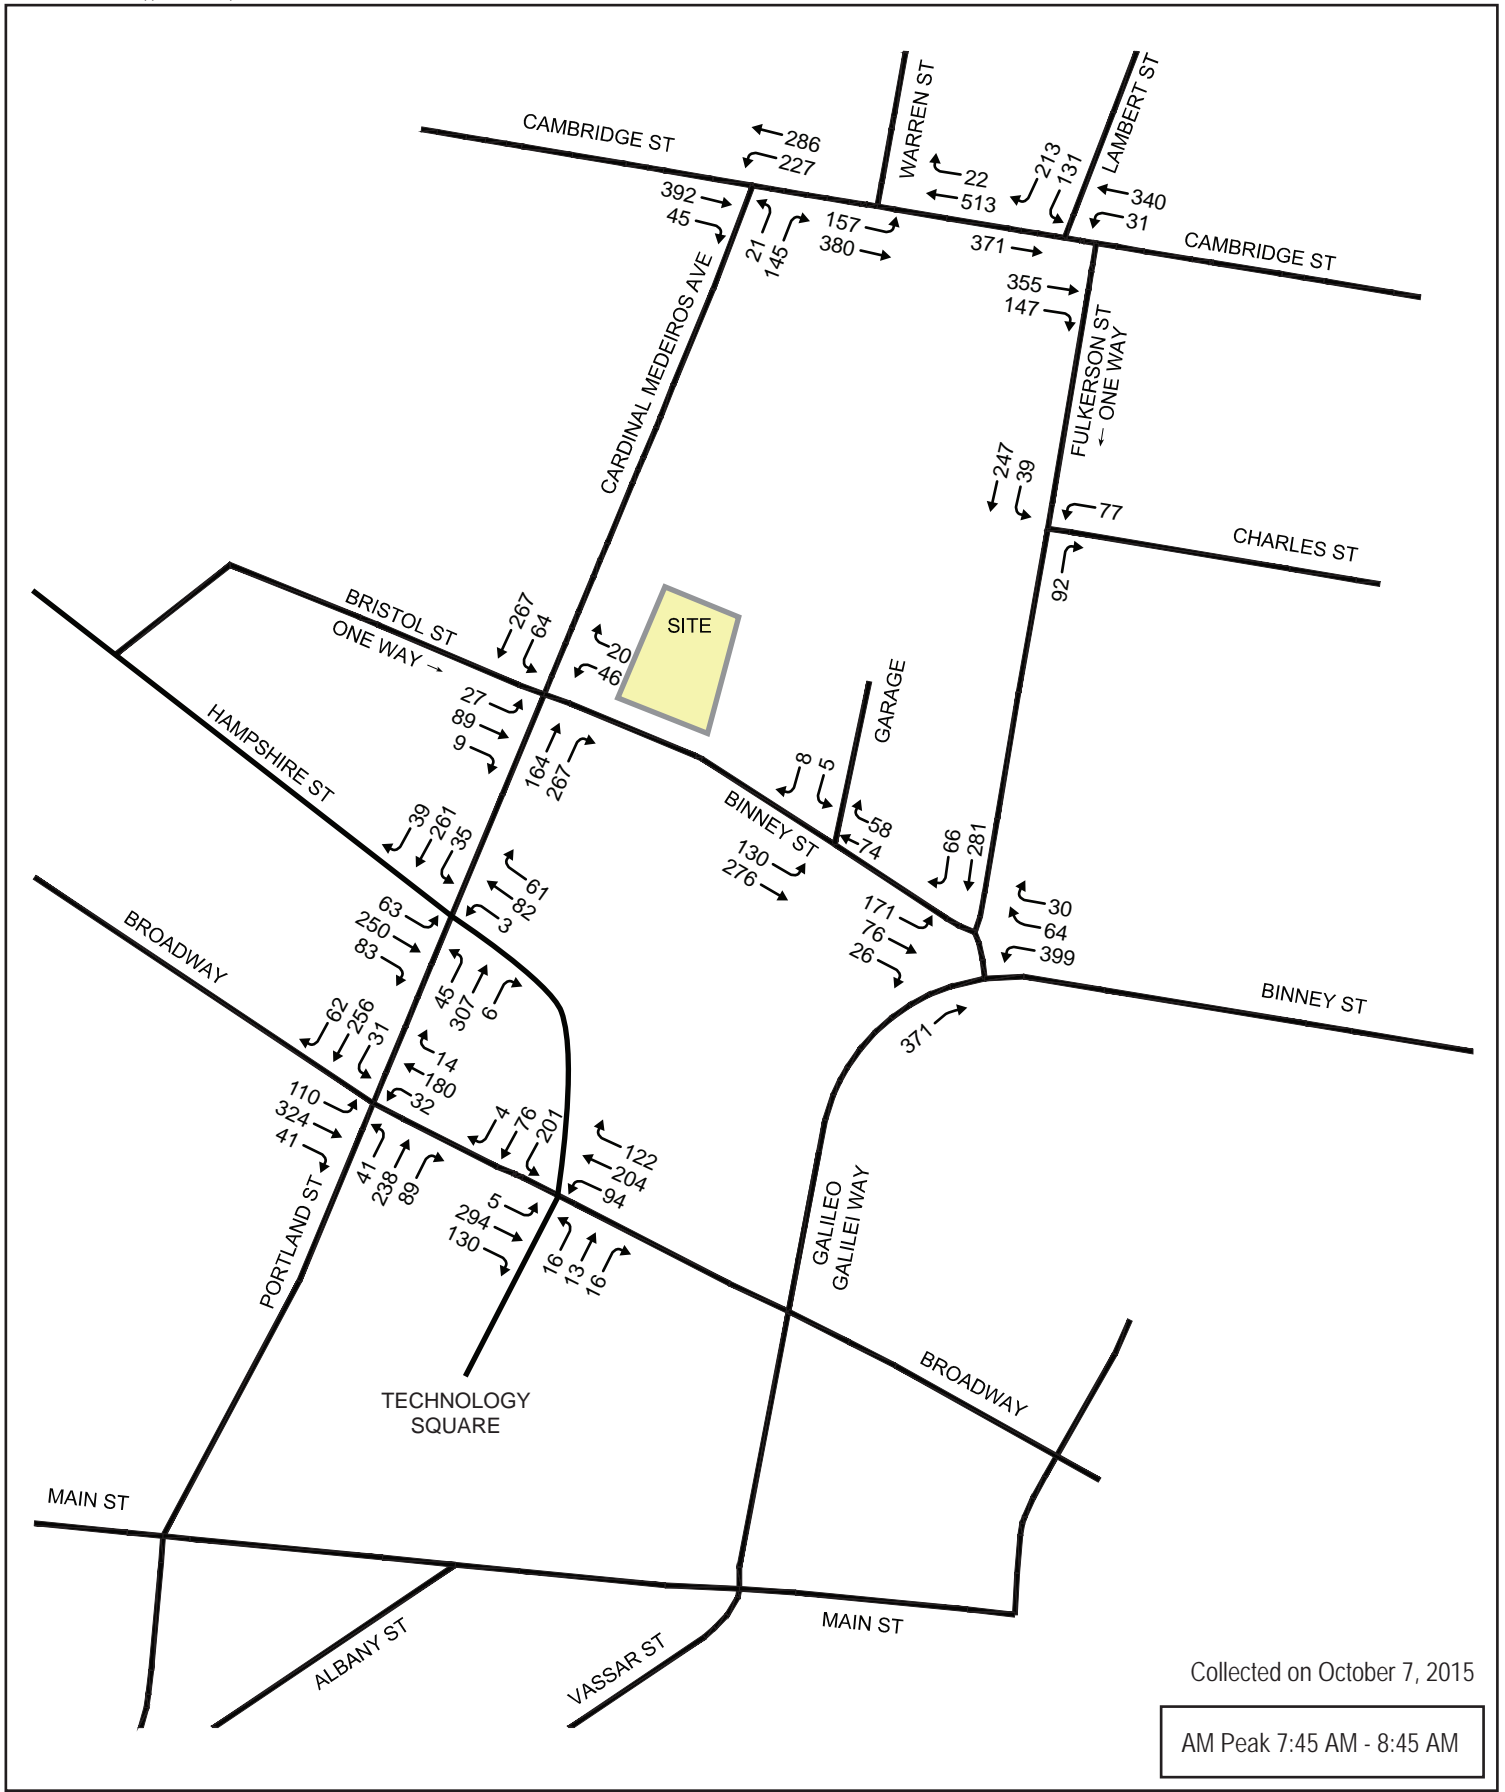 WARREN ST
LAMBERT ST
CAMBRIDGE ST
286
227
392
45
21
145
157
380
22
513
213
131
340
31
371
CAMBRIDGE ST
355
147
CARDINAL MEDEIROS AVE
FULKERSON ST
← ONE WAY
247
39
77
CHARLES ST
92
BRISTOL ST
ONE WAY →
267
64
20
46
SITE
27
89
9
164
267
GARAGE
HAMPSHIRE ST
8
5
58
74
BINNEY ST
130
276
66
281
39
261
35
61
82
3
63
250
83
45
307
6
171
76
26
30
64
399
BINNEY ST
371
BROADWAY
62
256
31
14
180
32
110
324
41
41
238
89
4
76
201
122
204
94
5
294
130
16
13
16
PORTLAND ST
GALILEO
GALILEI WAY
TECHNOLOGY
SQUARE
BROADWAY
MAIN ST
MAIN ST
ALBANY ST
VASSAR ST
Collected on October 7, 2015
AM Peak 7:45 AM - 8:45 AM